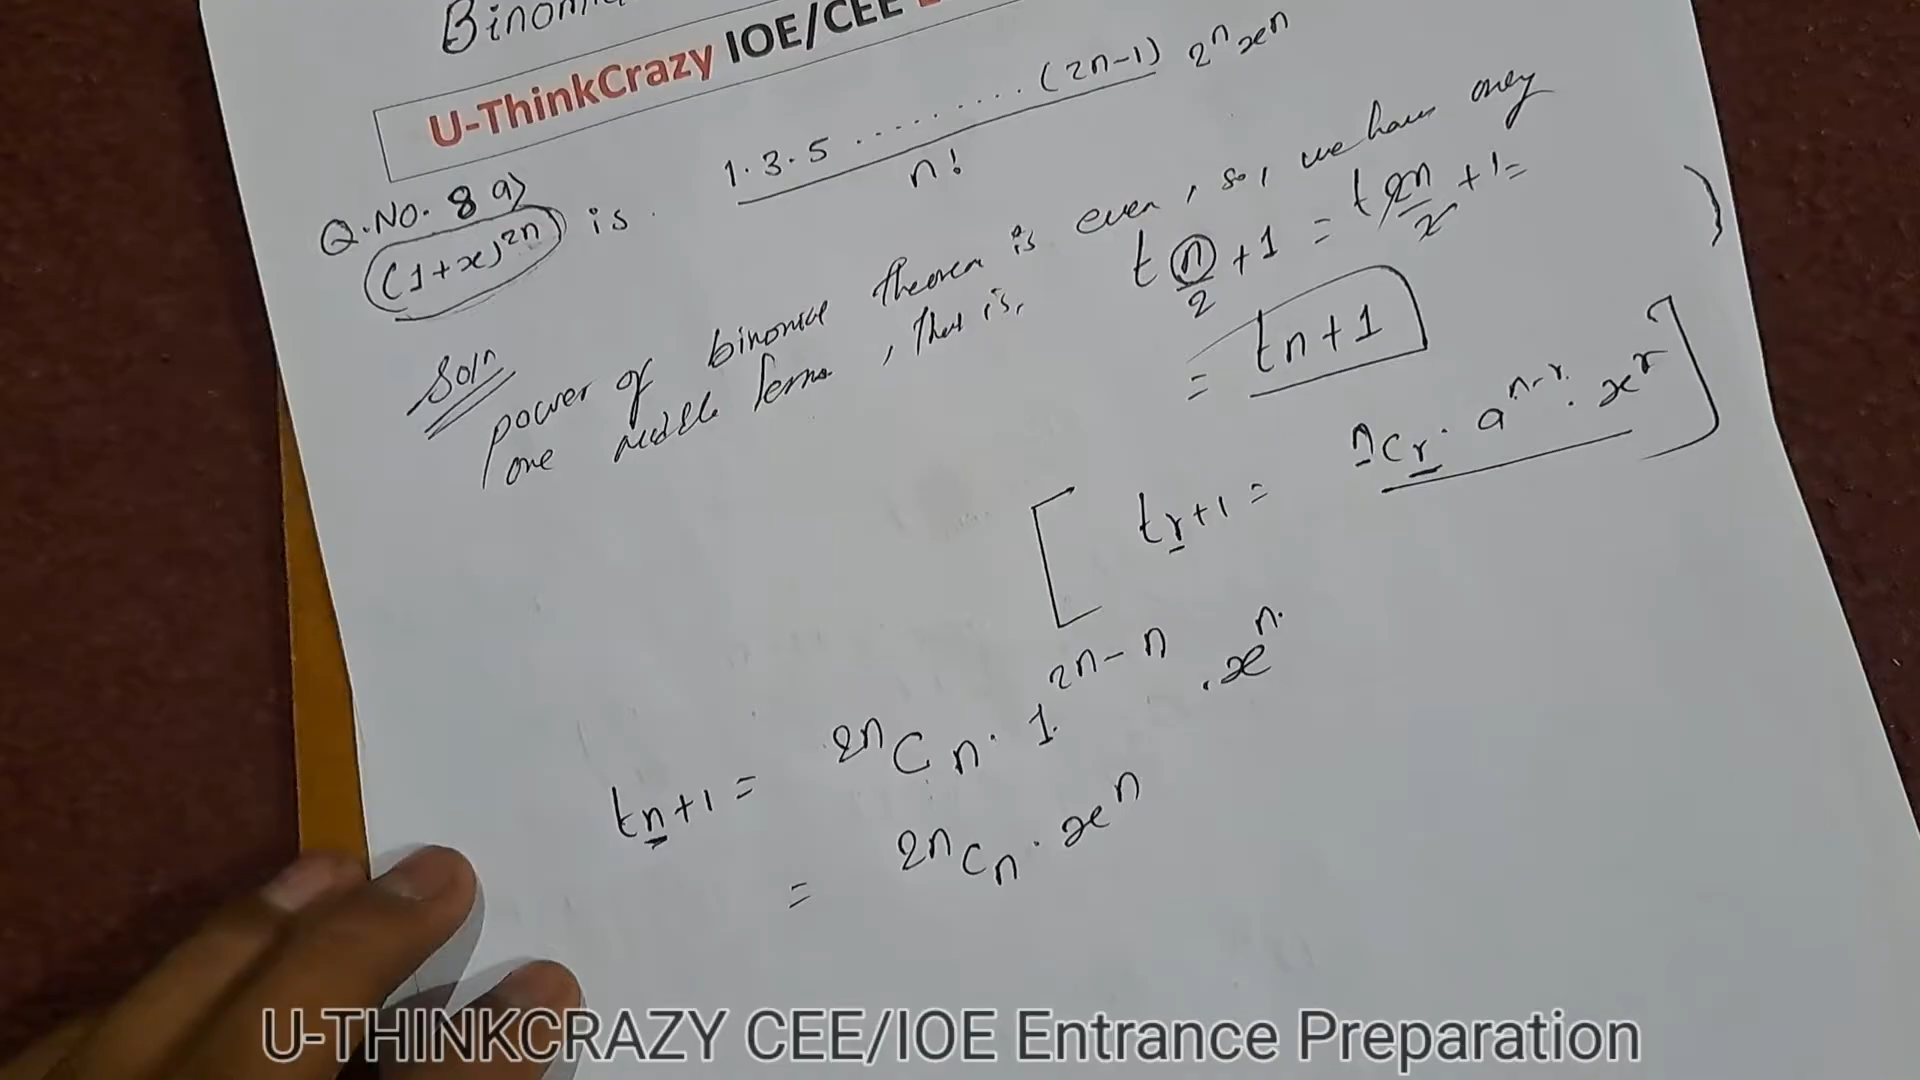 Binomi
U-ThinkCrazy IOE/CEE
Q.NO. 8 a) 1.3.5 .......... (2n-1) 2ⁿxⁿ
n!
(1+x)²ⁿ is
Soln
power of binomial theorem is even, so, we have only
one middle term, that is, t n/2 + 1 = t 2n/2 + 1 =
= tn+1
[ tr+1 = nCr . aⁿ⁻ʳ . xʳ ]
tn+1 = 2nCn . 1²ⁿ⁻ⁿ . xⁿ
= 2nCn . xⁿ
U-THINKCRAZY CEE/IOE Entrance Preparation